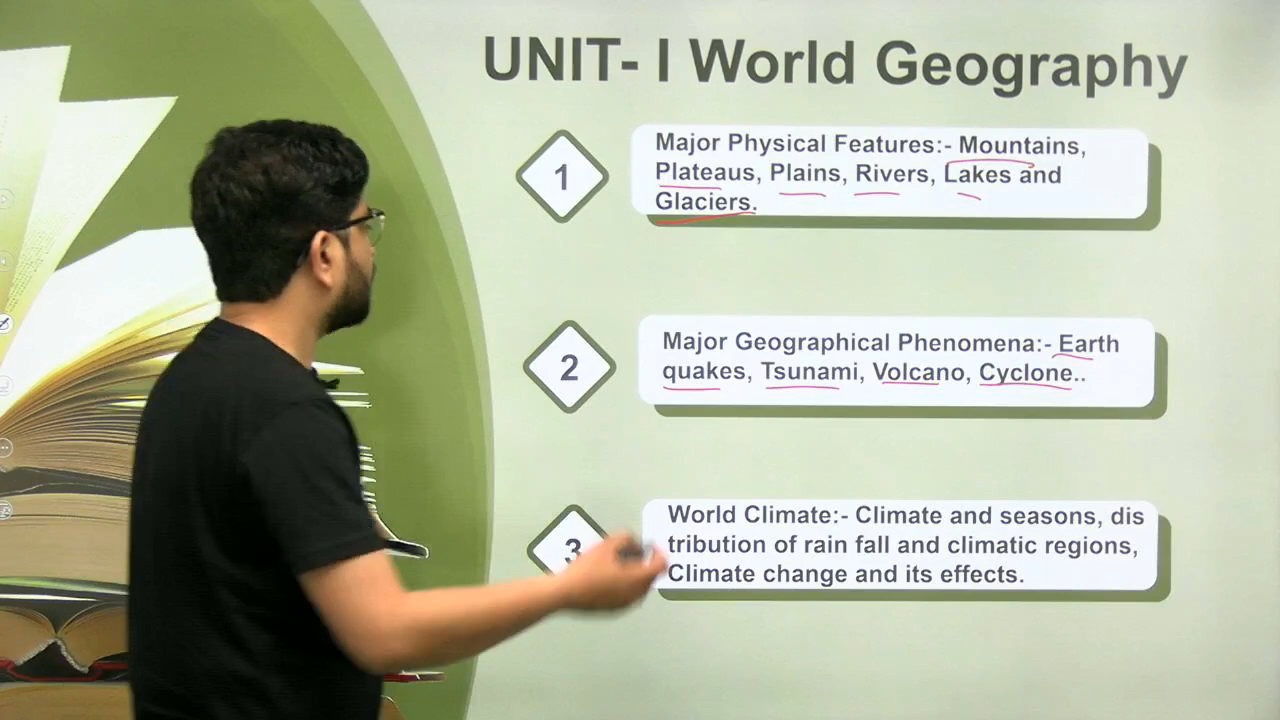 UNIT- I World Geography
1
Major Physical Features:- Mountains,
Plateaus, Plains, Rivers, Lakes and
Glaciers.
2
Major Geographical Phenomena:- Earth
quakes, Tsunami, Volcano, Cyclone..
3
World Climate:- Climate and seasons, dis
tribution of rain fall and climatic regions,
Climate change and its effects.